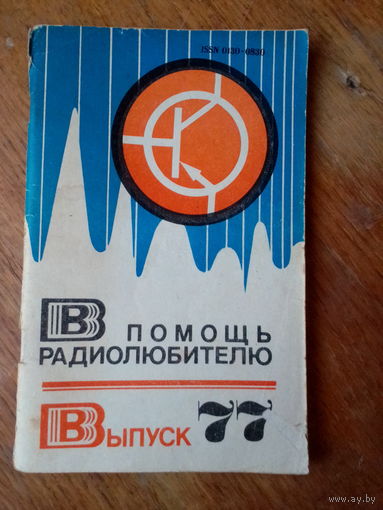 ISSN 0130-0830
В ПОМОЩЬ
РАДИОЛЮБИТЕЛЮ
Выпуск 77
www.ay.by